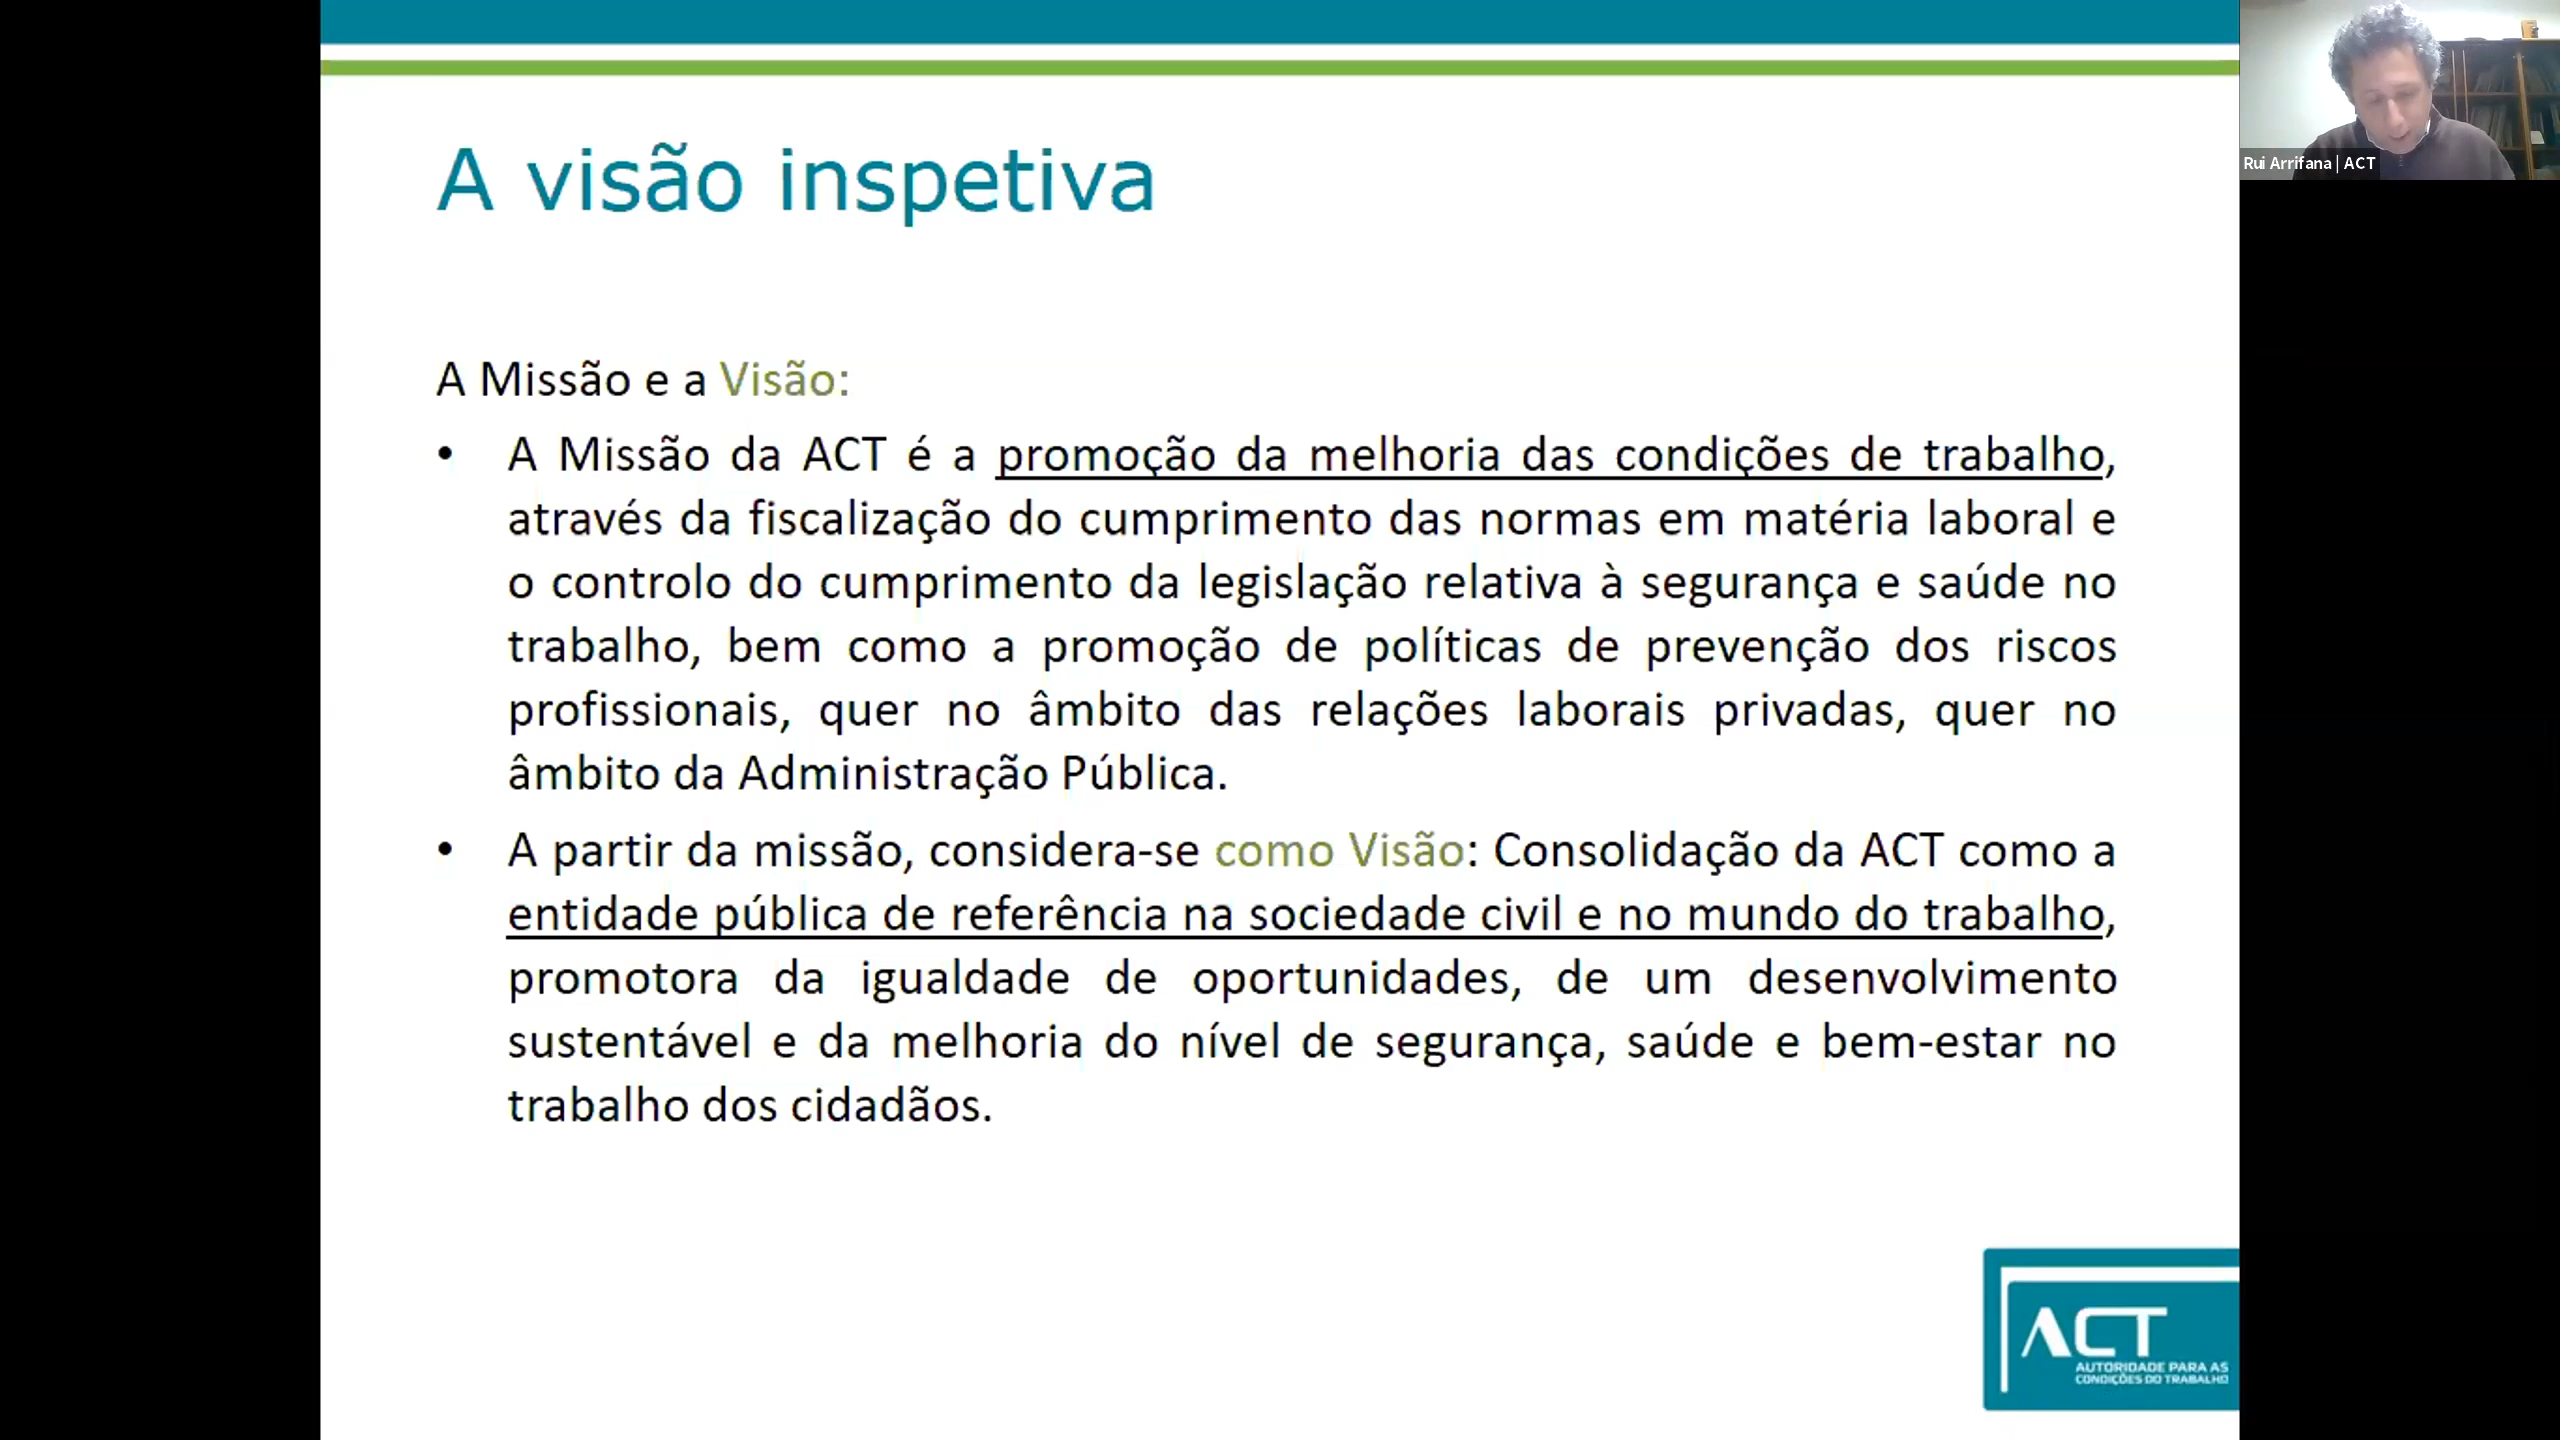 A visão inspetiva
Rui Arrifana | ACT
A Missão e a Visão:
• A Missão da ACT é a promoção da melhoria das condições de trabalho,
através da fiscalização do cumprimento das normas em matéria laboral e
o controlo do cumprimento da legislação relativa à segurança e saúde no
trabalho, bem como a promoção de políticas de prevenção dos riscos
profissionais, quer no âmbito das relações laborais privadas, quer no
âmbito da Administração Pública.
• A partir da missão, considera-se como Visão: Consolidação da ACT como a
entidade pública de referência na sociedade civil e no mundo do trabalho,
promotora da igualdade de oportunidades, de um desenvolvimento
sustentável e da melhoria do nível de segurança, saúde e bem-estar no
trabalho dos cidadãos.
ACT
AUTORIDADE PARA AS
CONDIÇÕES DO TRABALHO